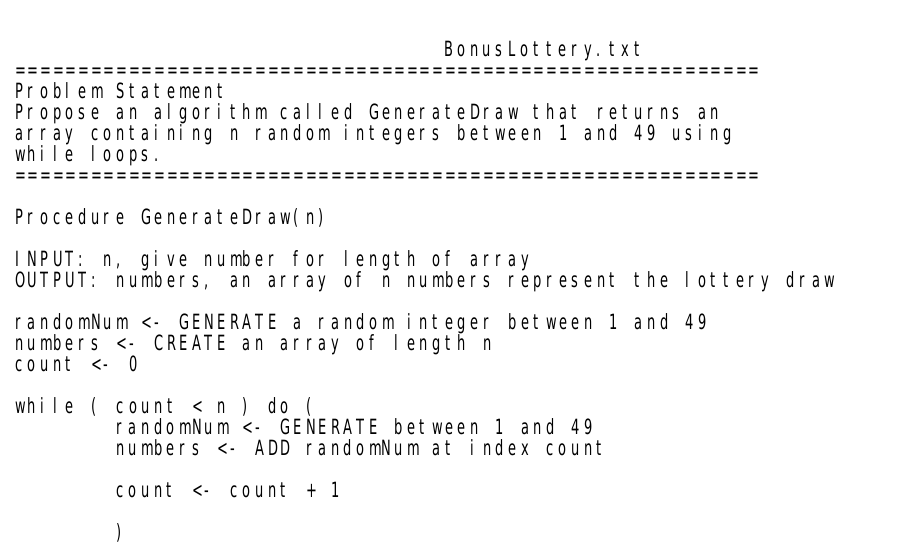 BonusLottery.txt
===========================================================
Problem Statement
Propose an algorithm called GenerateDraw that returns an
array containing n random integers between 1 and 49 using
while loops.
===========================================================
Procedure GenerateDraw(n)
INPUT: n, give number for length of array
OUTPUT: numbers, an array of n numbers represent the lottery draw
randomNum <- GENERATE a random integer between 1 and 49
numbers <- CREATE an array of length n
count <- 0
while ( count < n ) do (
randomNum <- GENERATE between 1 and 49
numbers <- ADD randomNum at index count
count <- count + 1
)